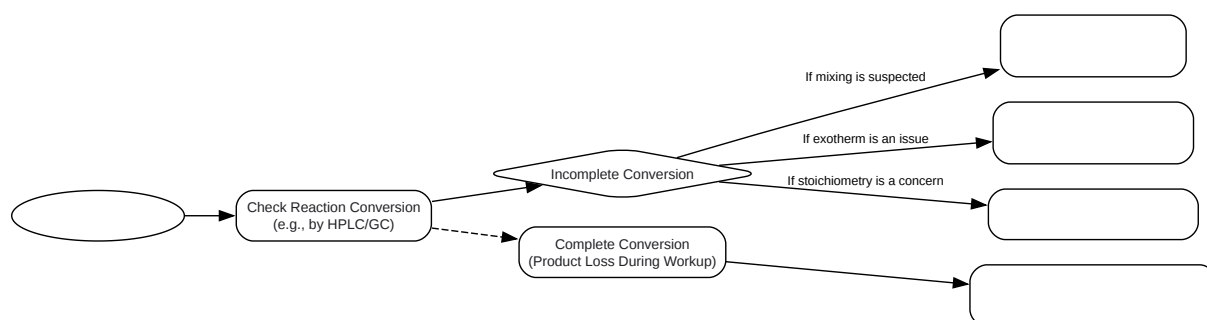 If mixing is suspected
If exotherm is an issue
Incomplete Conversion
If stoichiometry is a concern
Check Reaction Conversion
(e.g., by HPLC/GC)
Complete Conversion
(Product Loss During Workup)